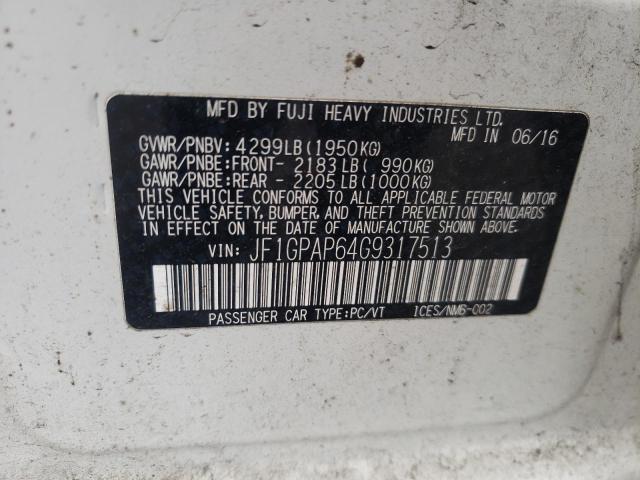 MFD BY FUJI HEAVY INDUSTRIES LTD.
MFD IN 06/16
GVWR/PNBV: 4299LB(1950KG)
GAWR/PNBE:FRONT- 2183LB( 990KG)
GAWR/PNBE:REAR - 2205LB(1000KG)
THIS VEHICLE CONFORMS TO ALL APPLICABLE FEDERAL MOTOR
VEHICLE SAFETY, BUMPER, AND THEFT PREVENTION STANDARDS
IN EFFECT ON THE DATE OF MANUFACTURE SHOWN ABOVE.
VIN: JF1GPAP64G9317513
PASSENGER CAR TYPE:PC/VT ICES/NMB-002